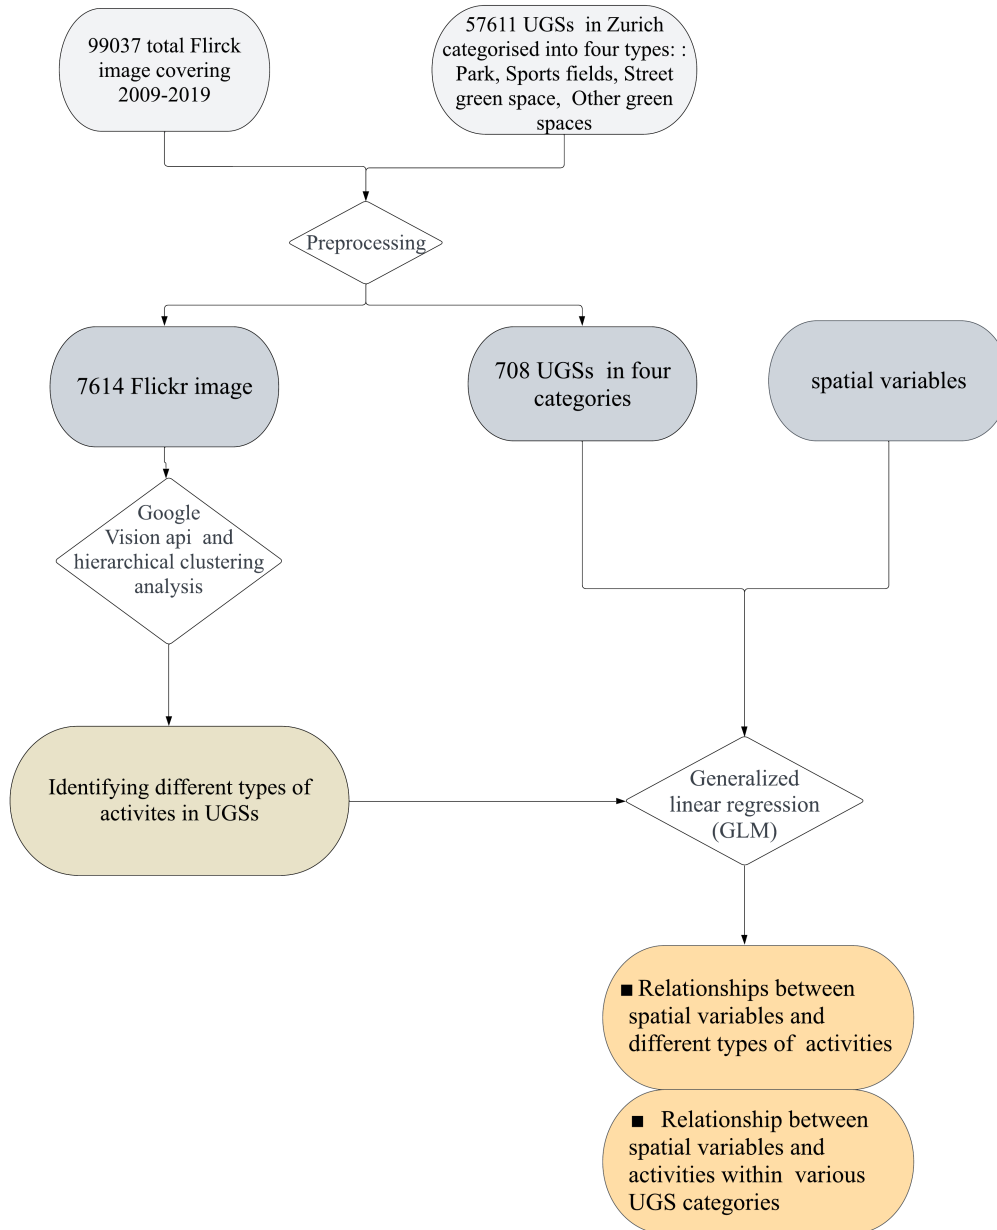 99037 total Flirck
image covering
2009-2019
57611 UGSs in Zurich
categorised into four types: :
Park, Sports fields, Street
green space, Other green
spaces
Preprocessing
7614 Flickr image
708 UGSs in four
categories
spatial variables
Google
Vision api and
hierarchical clustering
analysis
Identifying different types of
activites in UGSs
Generalized
linear regression
(GLM)
■ Relationships between
spatial variables and
different types of activities
■ Relationship between
spatial variables and
activities within various
UGS categories